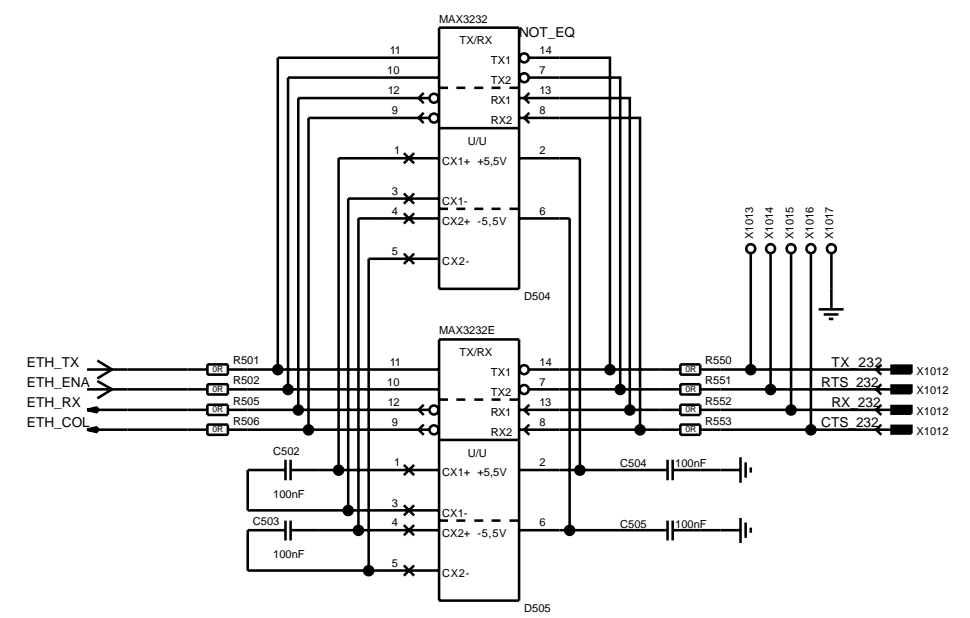 MAX3232
NOT_EQ
TX/RX
11 TX1 14
10 TX2 7
12 RX1 13
9 RX2 8
U/U
1 CX1+ +5,5V 2
3 CX1-
4 CX2+ -5,5V 6
5 CX2-
D504
X1013 X1014 X1015 X1016 X1017
MAX3232E
TX/RX
ETH_TX R501 0R 11 TX1 14 R550 0R TX_232 X1012
ETH_ENA R502 0R 10 TX2 7 R551 0R RTS_232 X1012
ETH_RX R505 0R 12 RX1 13 R552 0R RX_232 X1012
ETH_COL R506 0R 9 RX2 8 R553 0R CTS_232 X1012
U/U
C502 100nF 1 CX1+ +5,5V 2 C504 100nF
3 CX1-
C503 100nF 4 CX2+ -5,5V 6 C505 100nF
5 CX2-
D505